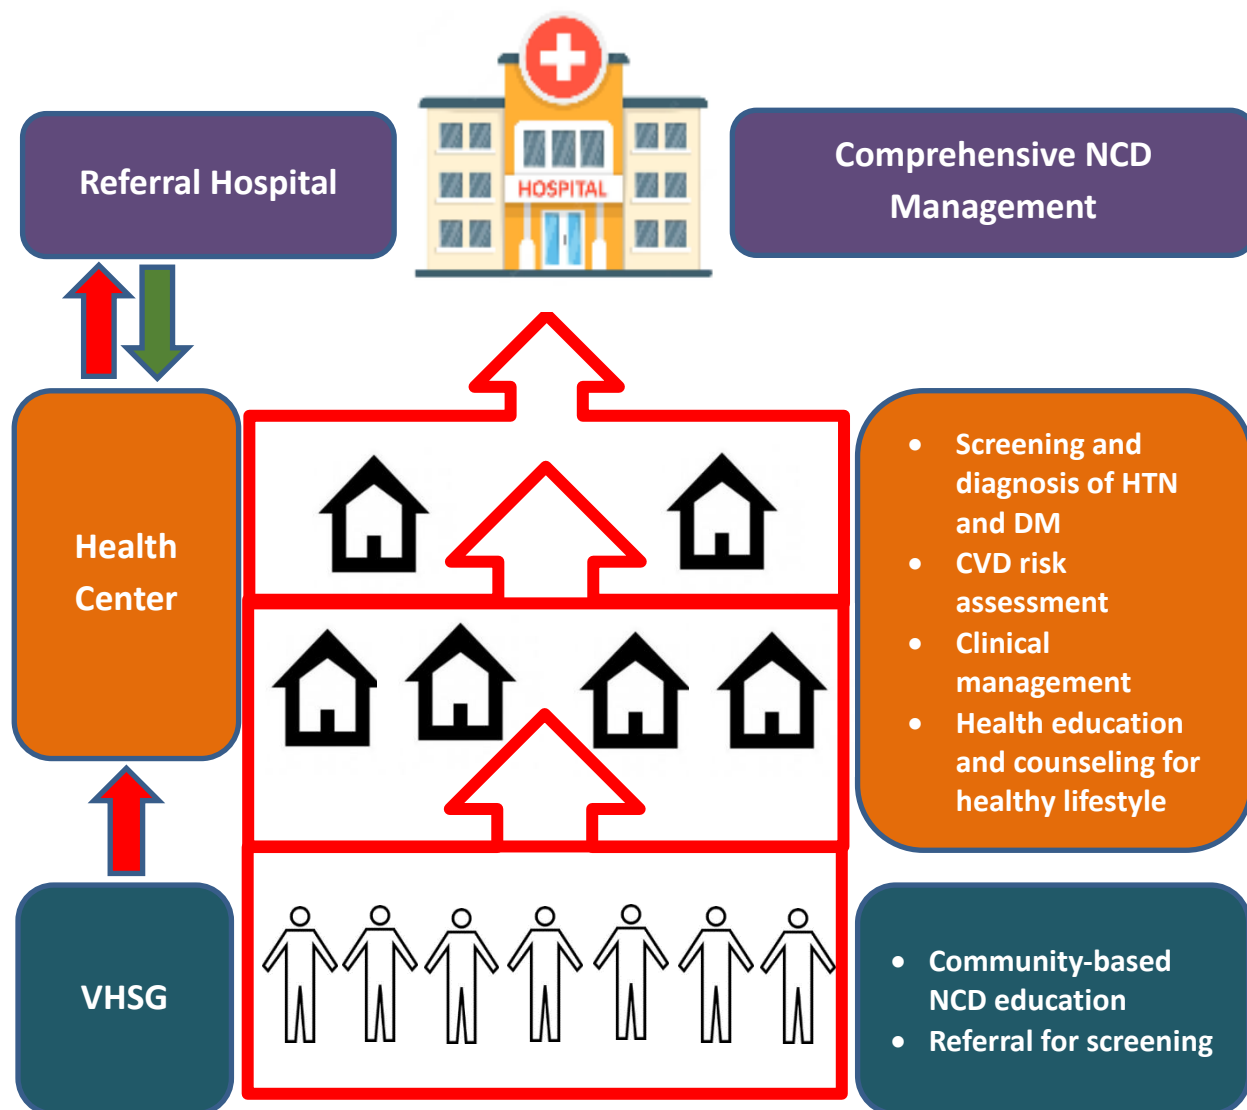 Referral Hospital
HOSPITAL
Comprehensive NCD
Management
Health
Center
• Screening and
diagnosis of HTN
and DM
• CVD risk
assessment
• Clinical
management
• Health education
and counseling for
healthy lifestyle
VHSG
• Community-based
NCD education
• Referral for screening